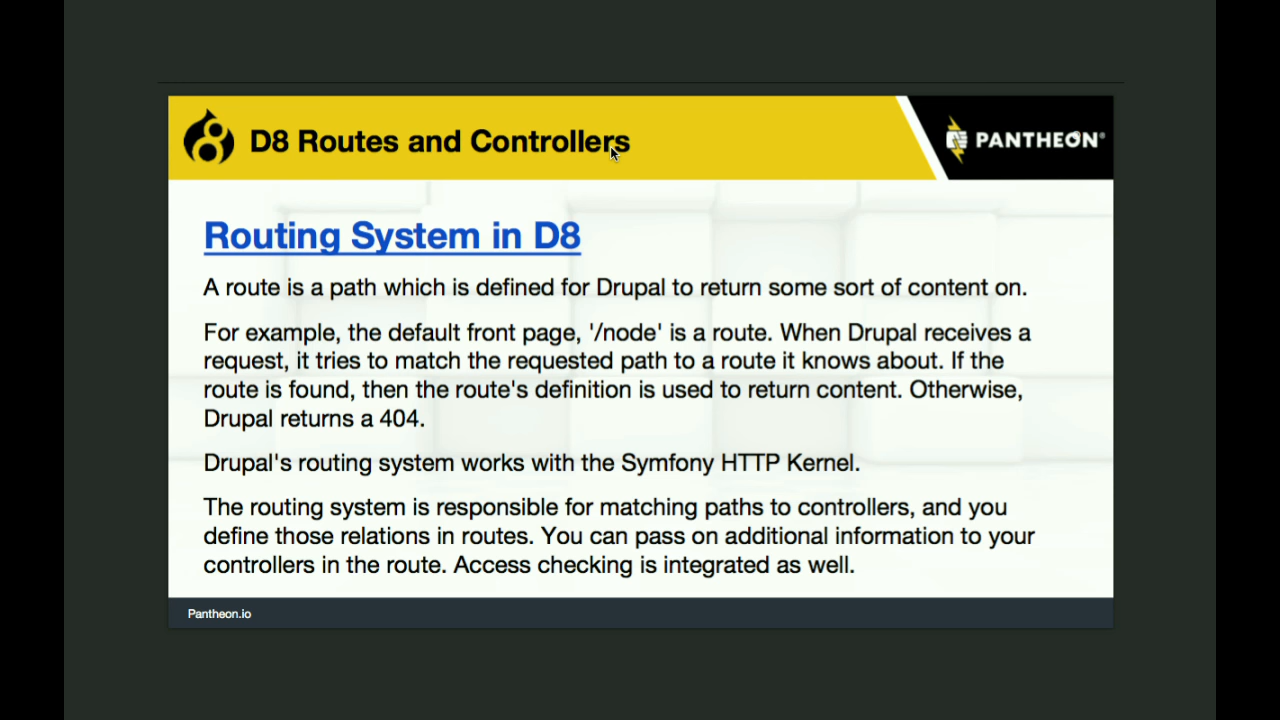 D8 Routes and Controllers
PANTHEON®
Routing System in D8
A route is a path which is defined for Drupal to return some sort of content on.
For example, the default front page, '/node' is a route. When Drupal receives a
request, it tries to match the requested path to a route it knows about. If the
route is found, then the route's definition is used to return content. Otherwise,
Drupal returns a 404.
Drupal's routing system works with the Symfony HTTP Kernel.
The routing system is responsible for matching paths to controllers, and you
define those relations in routes. You can pass on additional information to your
controllers in the route. Access checking is integrated as well.
Pantheon.io